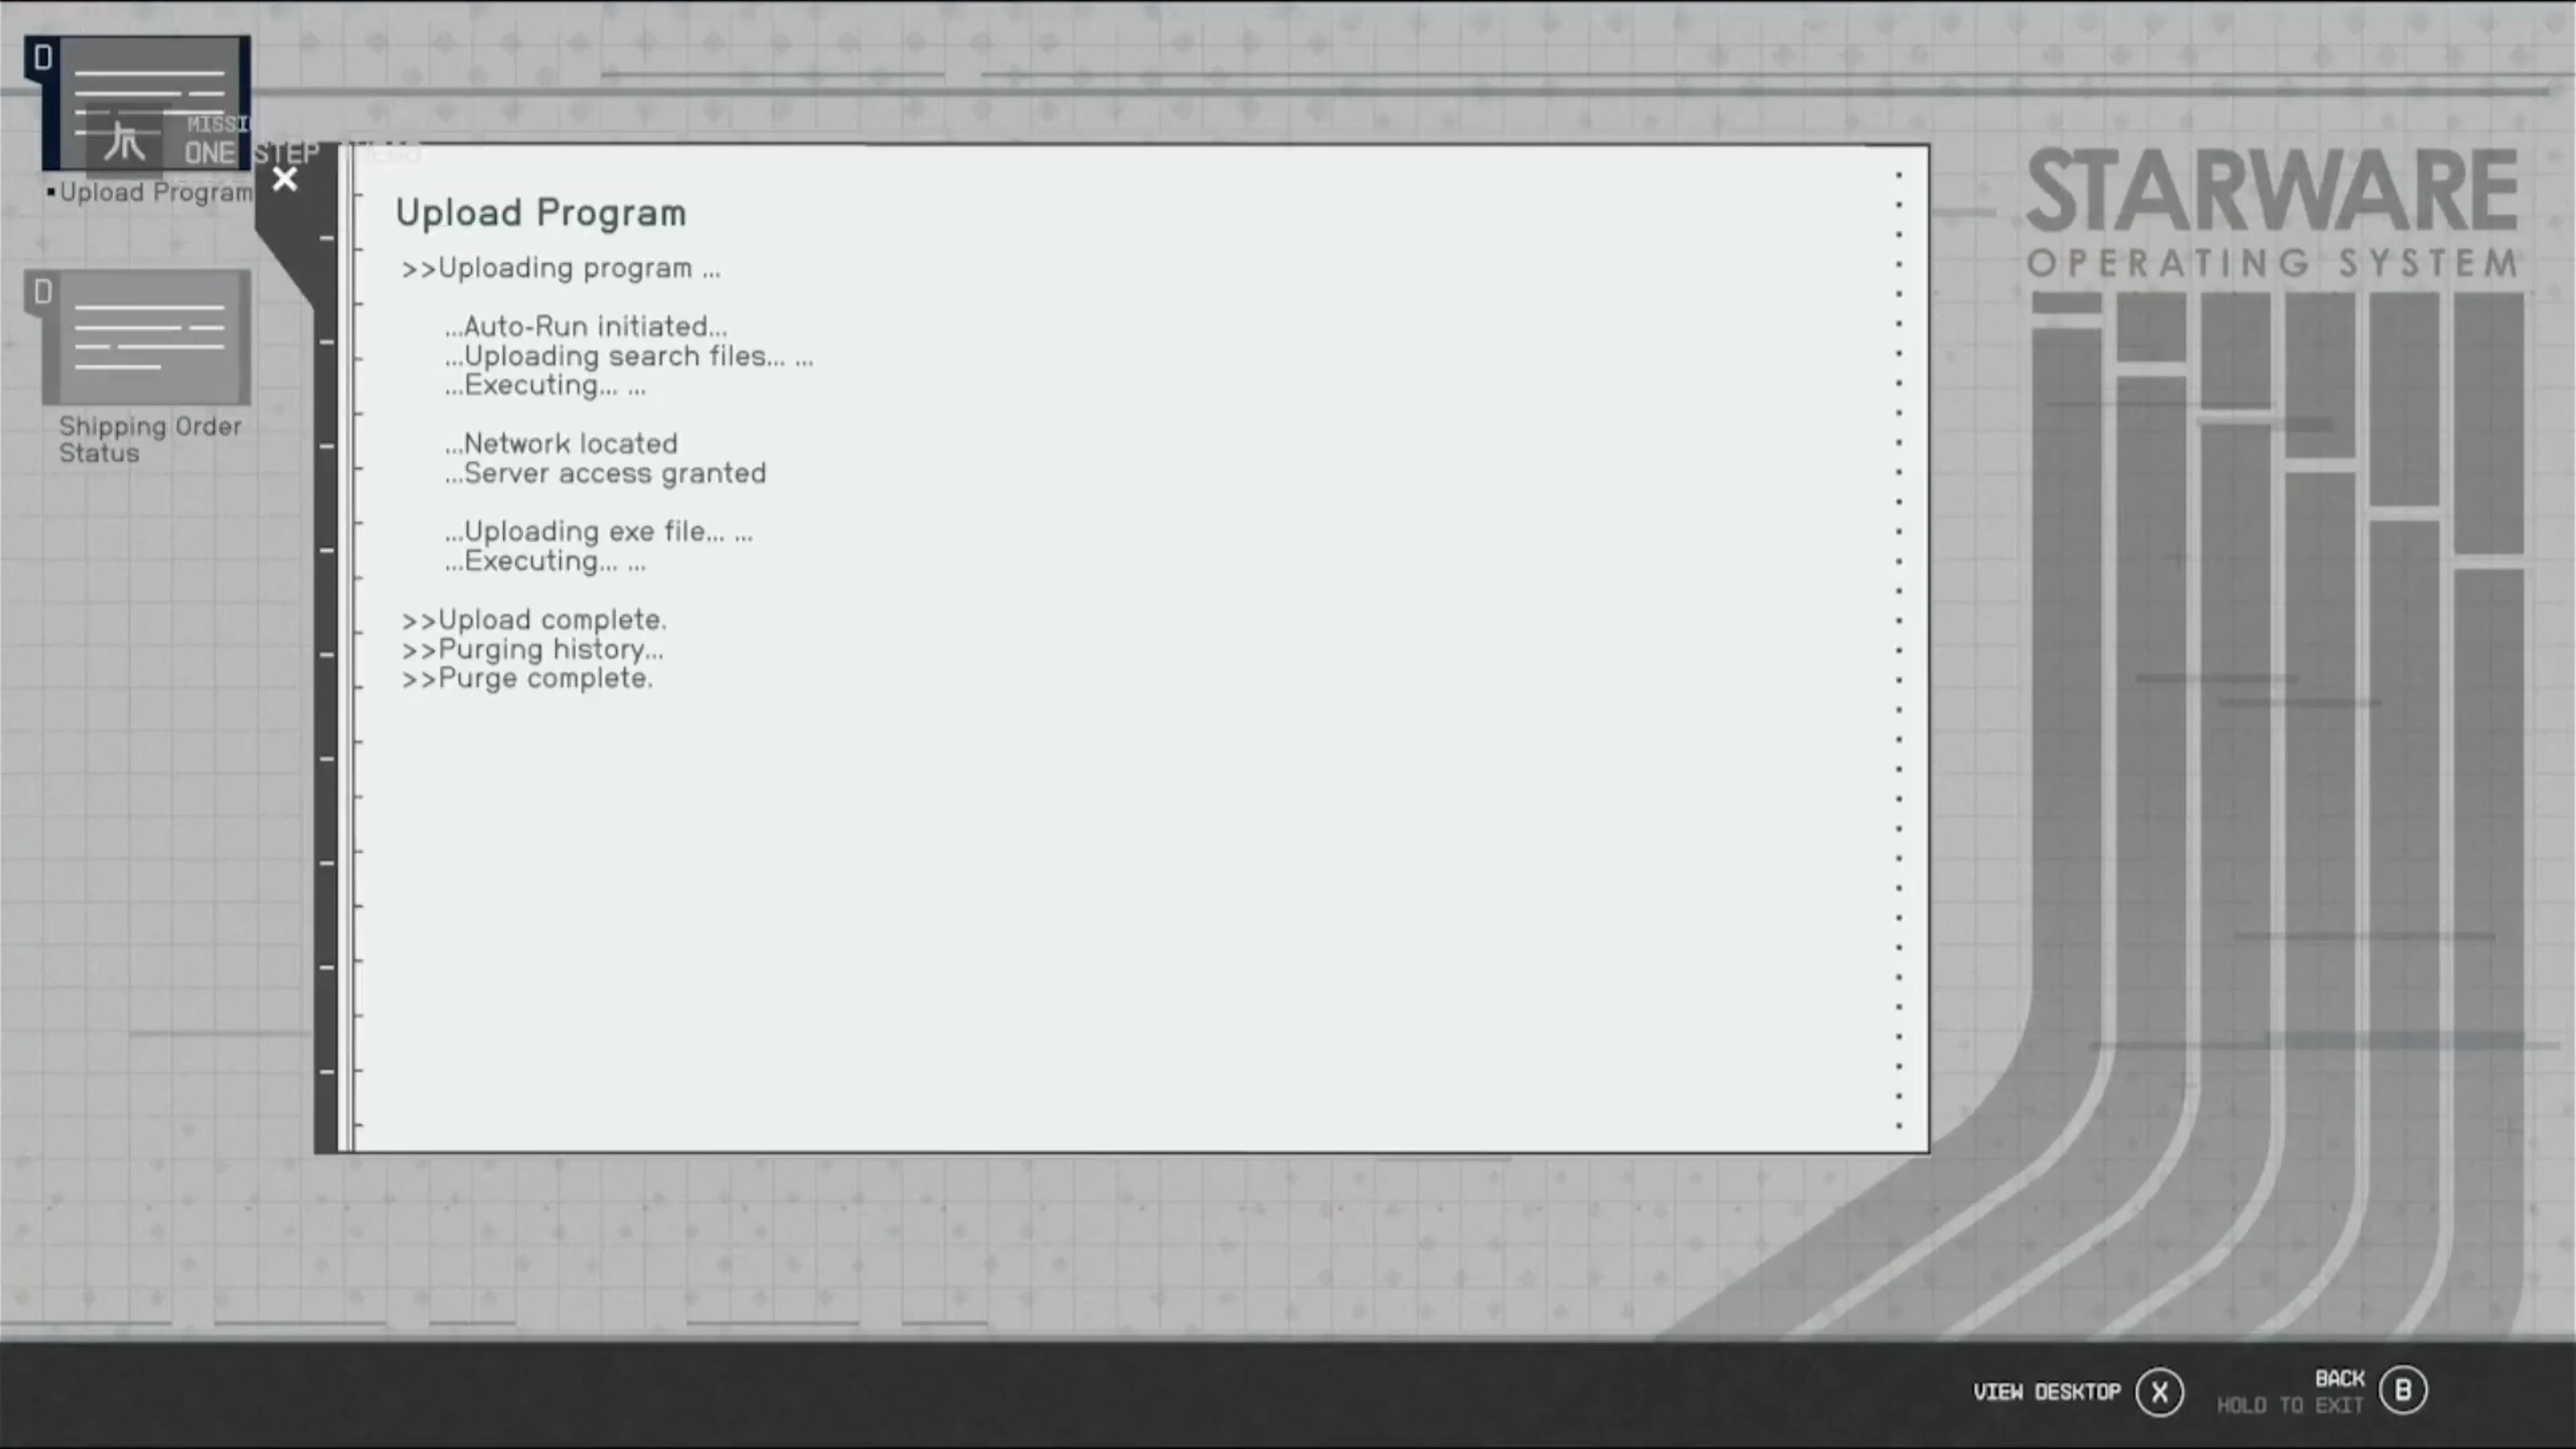 D
MISSI
ONE STEP
Upload Program
D
Shipping Order
Status
Upload Program
>>Uploading program ...
...Auto-Run initiated...
...Uploading search files... ...
...Executing... ...
...Network located
...Server access granted
...Uploading exe file... ...
...Executing... ...
>>Upload complete.
>>Purging history...
>>Purge complete.
STARWARE
OPERATING SYSTEM
VIEW DESKTOP X
BACK B
HOLD TO EXIT